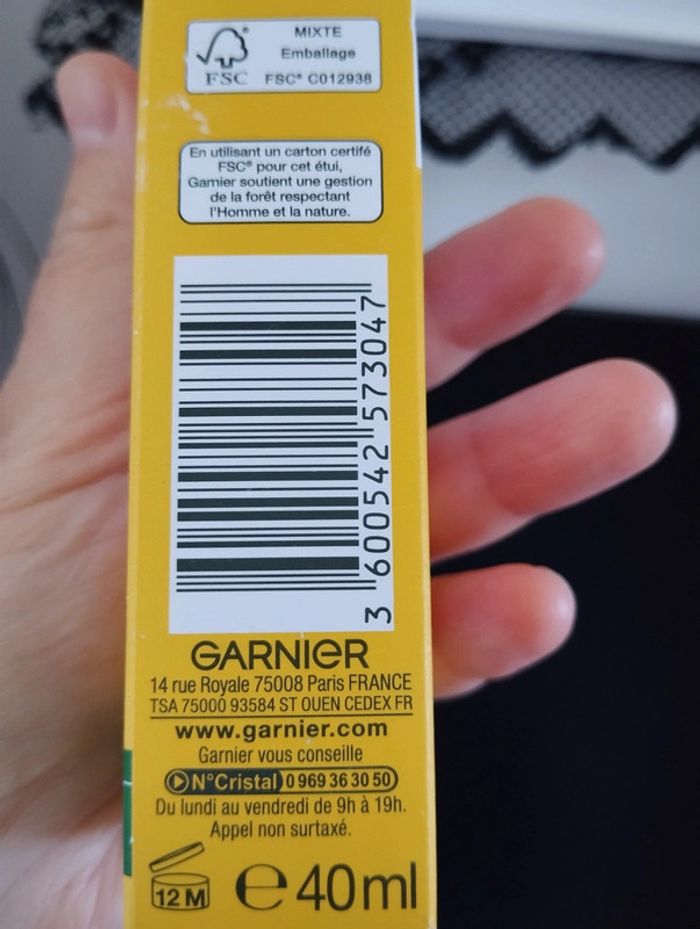 MIXTE
Emballage
FSC® C012938
FSC
En utilisant un carton certifé
FSC® pour cet étui,
Garnier soutient une gestion
de la forêt respectant
l'Homme et la nature.
3 600542 573047
GARNIER
14 rue Royale 75008 Paris FRANCE
TSA 75000 93584 ST OUEN CEDEX FR
www.garnier.com
Garnier vous conseille
N°Cristal 0 969 36 30 50
Du lundi au vendredi de 9h à 19h.
Appel non surtaxé.
12 M ℮ 40ml